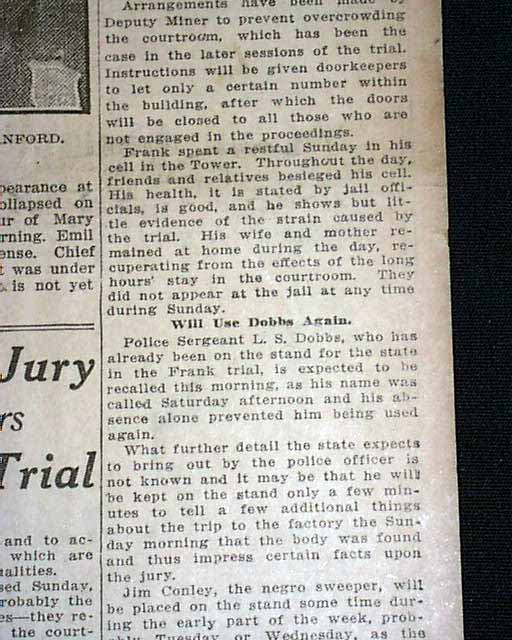 ANFORD.
pearance at
ollapsed on
ur of Mary
rning. Emil
ense. Chief
t was under
is not yet
Jury
rs
Trial
and to ac-
which are
ualities.
sed Sunday,
robably the
es—they re-
the court-
Arrangements have been made by
Deputy Miner to prevent overcrowding
the courtroom, which has been the
case in the later sessions of the trial.
Instructions will be given doorkeepers
to let only a certain number within
the building, after which the doors
will be closed to all those who are
not engaged in the proceedings.
Frank spent a restful Sunday in his
cell in the Tower. Throughout the day,
friends and relatives besieged his cell.
His health, it is stated by jail offi-
cials, is good, and he shows but lit-
tle evidence of the strain caused by
the trial. His wife and mother re-
mained at home during the day, re-
cuperating from the effects of the long
hours' stay in the courtroom. They
did not appear at the jail at any time
during Sunday.
Will Use Dobbs Again.
Police Sergeant L. S. Dobbs, who has
already been on the stand for the state
in the Frank trial, is expected to be
recalled this morning, as his name was
called Saturday afternoon and his ab-
sence alone prevented him being used
again.
What further detail the state expects
to bring out by the police officer is
not known and it may be that he will
be kept on the stand only a few min-
utes to tell a few additional things
about the trip to the factory the Sun-
day morning that the body was found
and thus impress certain facts upon
the jury.
Jim Conley, the negro sweeper, will
be placed on the stand some time dur-
ing the early part of the week, prob-
ably Tuesday or Wednesday, as the